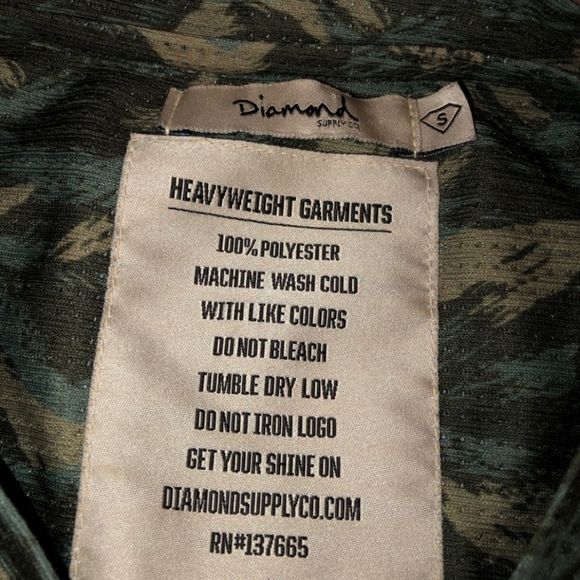 Diamond
SUPPLY CO
S
HEAVYWEIGHT GARMENTS
100% POLYESTER
MACHINE WASH COLD
WITH LIKE COLORS
DO NOT BLEACH
TUMBLE DRY LOW
DO NOT IRON LOGO
GET YOUR SHINE ON
DIAMONDSUPPLYCO.COM
RN#137665